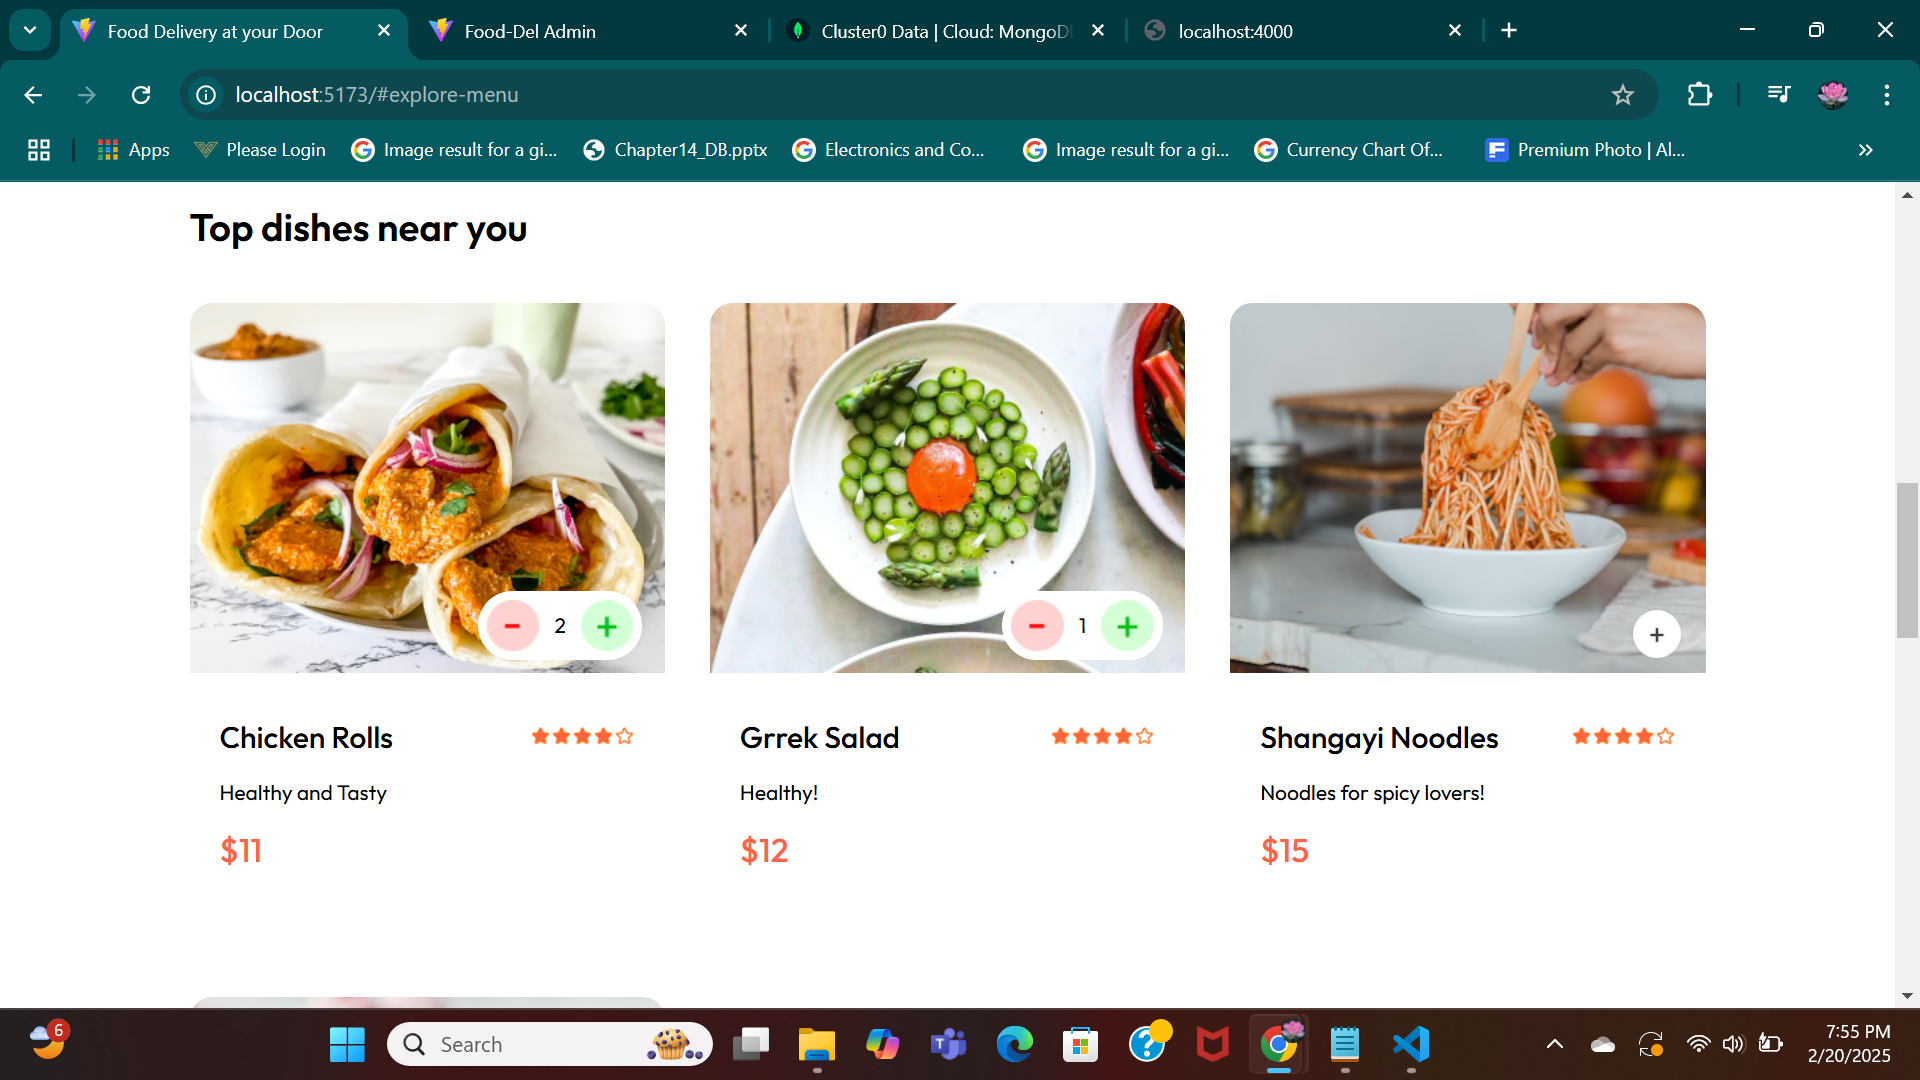 Food Delivery at your Door
Food-Del Admin
Cluster0 Data | Cloud: MongoD
localhost:4000
localhost:5173/#explore-menu
Apps
Please Login
Image result for a gi...
Chapter14_DB.pptx
Electronics and Co...
Image result for a gi...
Currency Chart Of...
Premium Photo | Al...
Top dishes near you
2
1
Chicken Rolls
Grrek Salad
Shangayi Noodles
Healthy and Tasty
Healthy!
Noodles for spicy lovers!
$11
$12
$15
6
Search
7:55 PM
2/20/2025